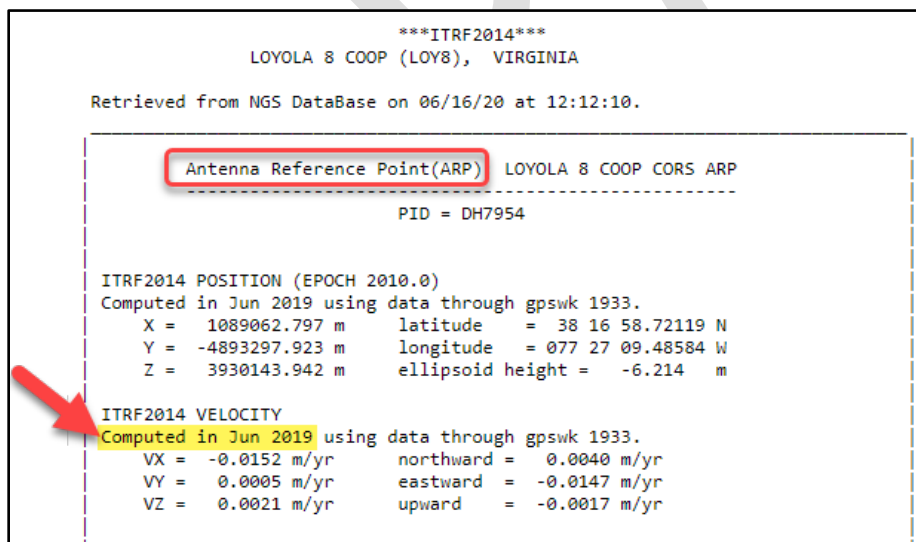 ***ITRF2014***
LOYOLA 8 COOP (LOY8),  VIRGINIA
Retrieved from NGS DataBase on 06/16/20 at 12:12:10.
Antenna Reference Point(ARP)  LOYOLA 8 COOP CORS ARP
PID = DH7954
ITRF2014 POSITION (EPOCH 2010.0)
Computed in Jun 2019 using data through gpswk 1933.
X =   1089062.797 m     latitude    =  38 16 58.72119 N
Y =  -4893297.923 m     longitude   = 077 27 09.48584 W
Z =   3930143.942 m     ellipsoid height =   -6.214   m
ITRF2014 VELOCITY
Computed in Jun 2019 using data through gpswk 1933.
VX =  -0.0152 m/yr      northward =   0.0040 m/yr
VY =   0.0005 m/yr      eastward  =  -0.0147 m/yr
VZ =   0.0021 m/yr      upward    =  -0.0017 m/yr